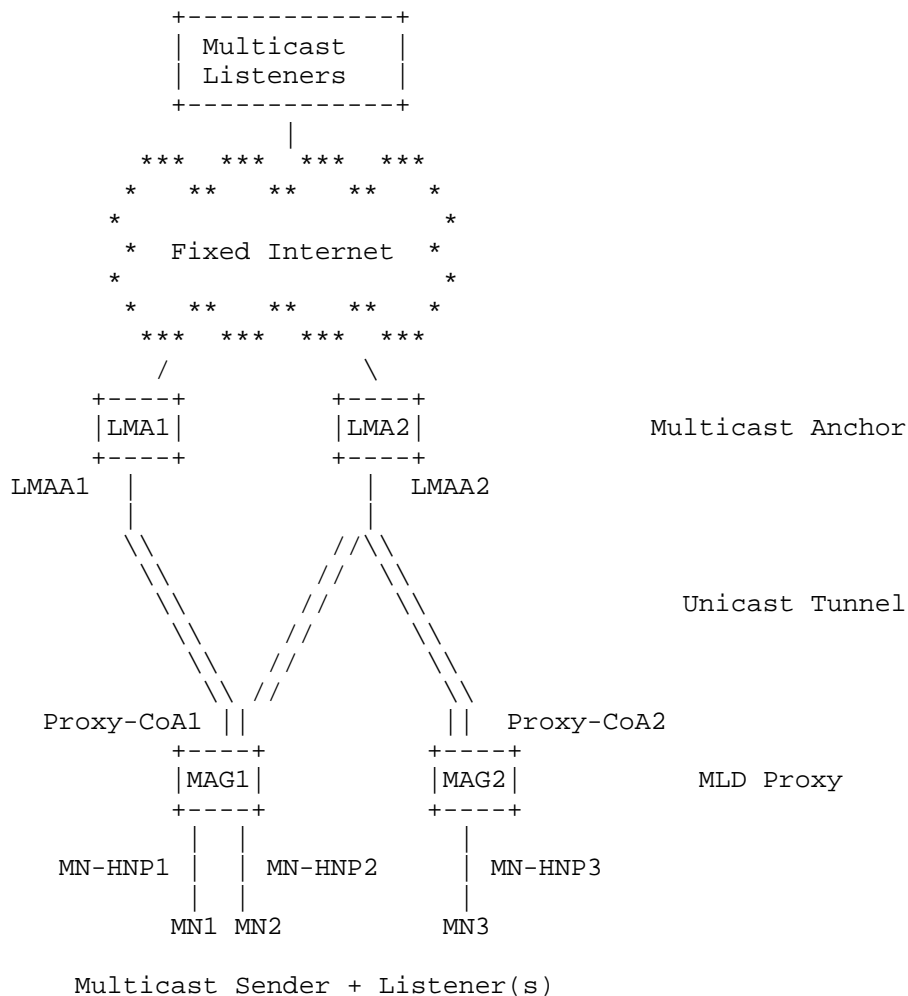 Multicast
Listeners
Fixed Internet
LMA1 LMA2 Multicast Anchor
LMAA1 LMAA2
Unicast Tunnel
Proxy-CoA1 Proxy-CoA2
MAG1 MAG2 MLD Proxy
MN-HNP1 MN-HNP2 MN-HNP3
MN1 MN2 MN3
Multicast Sender + Listener(s)